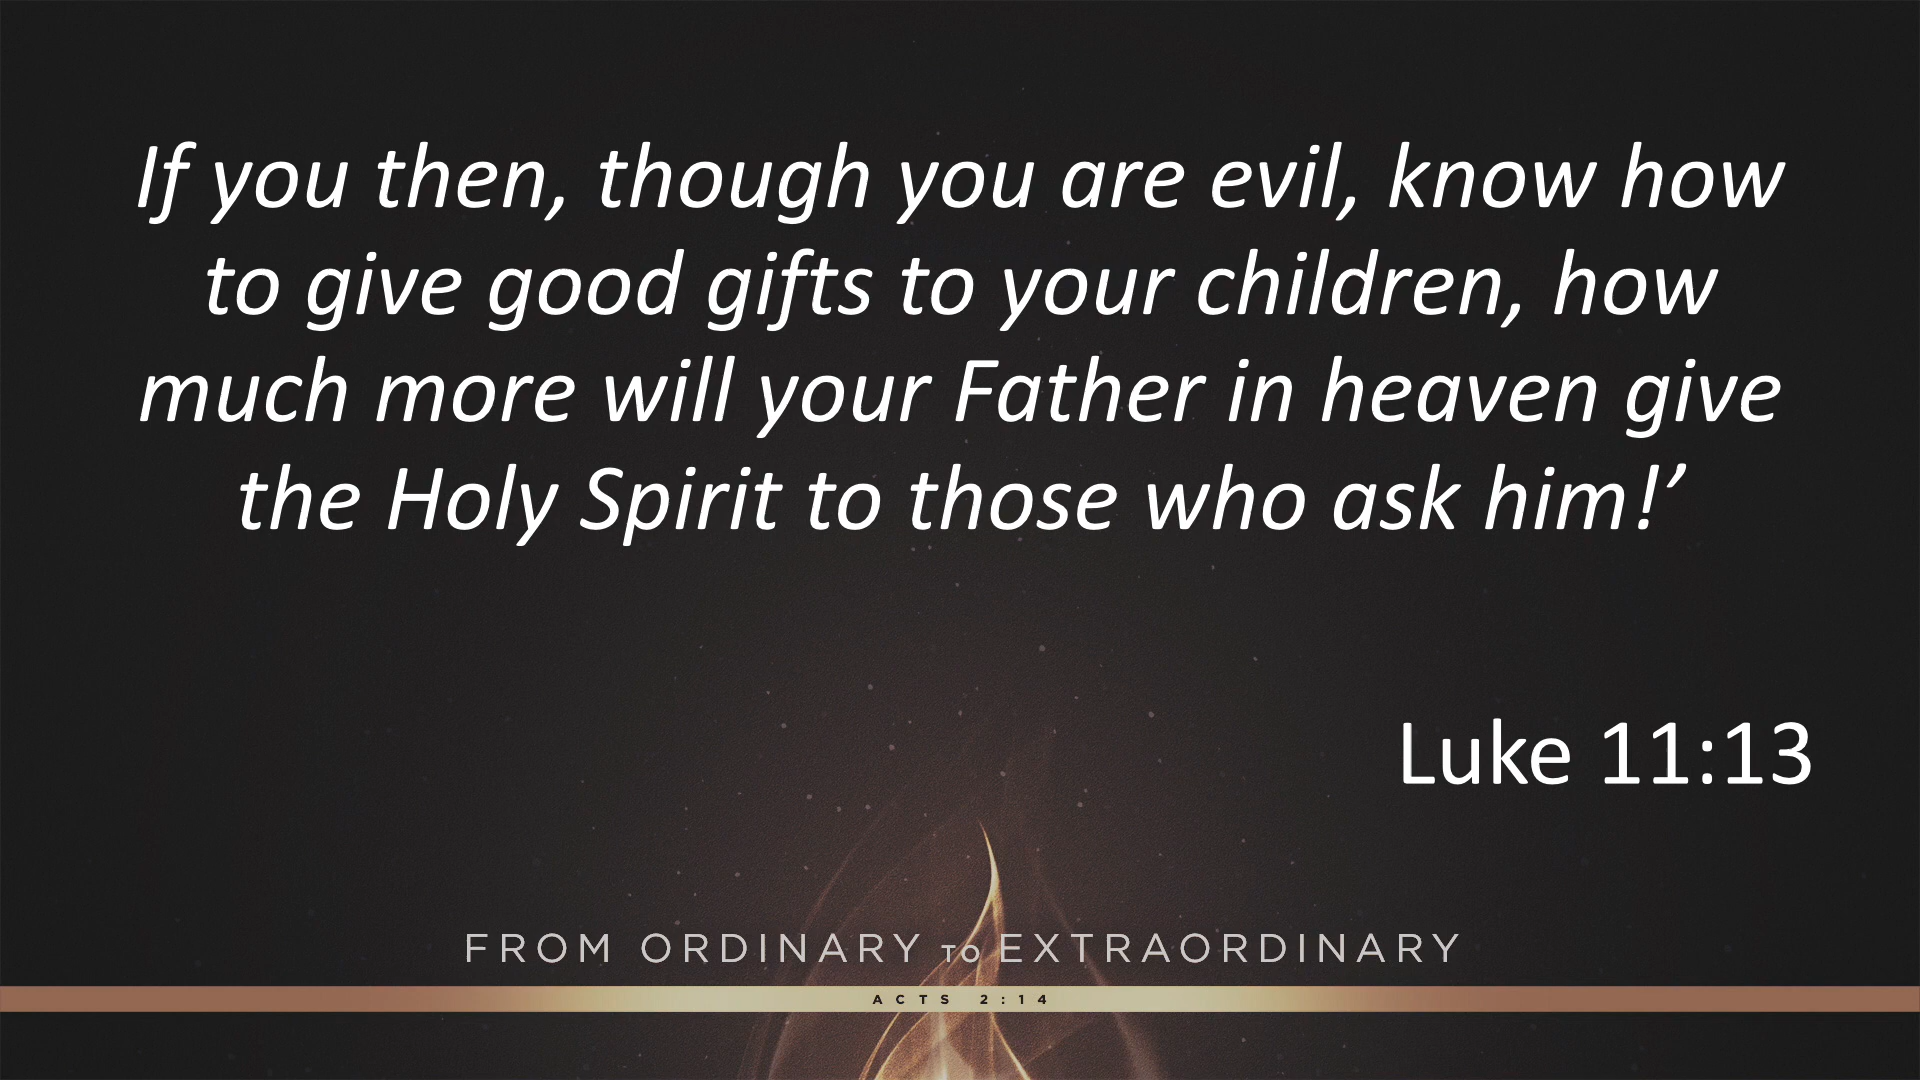 If you then, though you are evil, know how
to give good gifts to your children, how
much more will your Father in heaven give
the Holy Spirit to those who ask him!’
Luke 11:13
FROM ORDINARY TO EXTRAORDINARY
ACTS 2:14